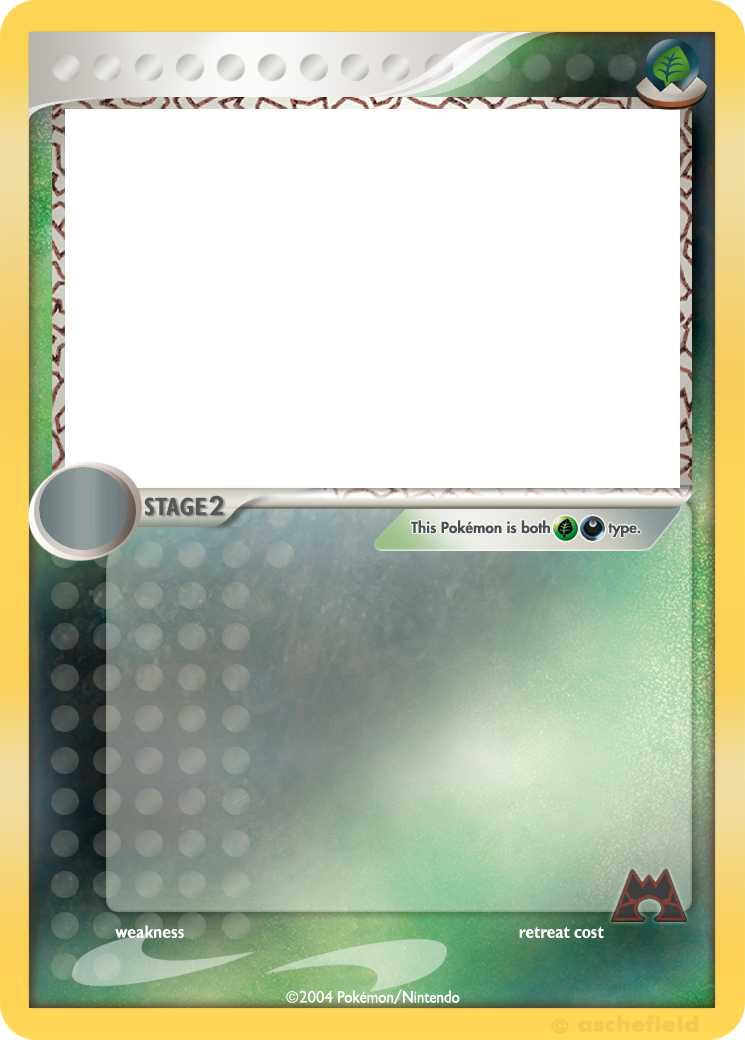 STAGE2
This Pokémon is both type.
weakness
retreat cost
©2004 Pokémon/Nintendo
© aschefield